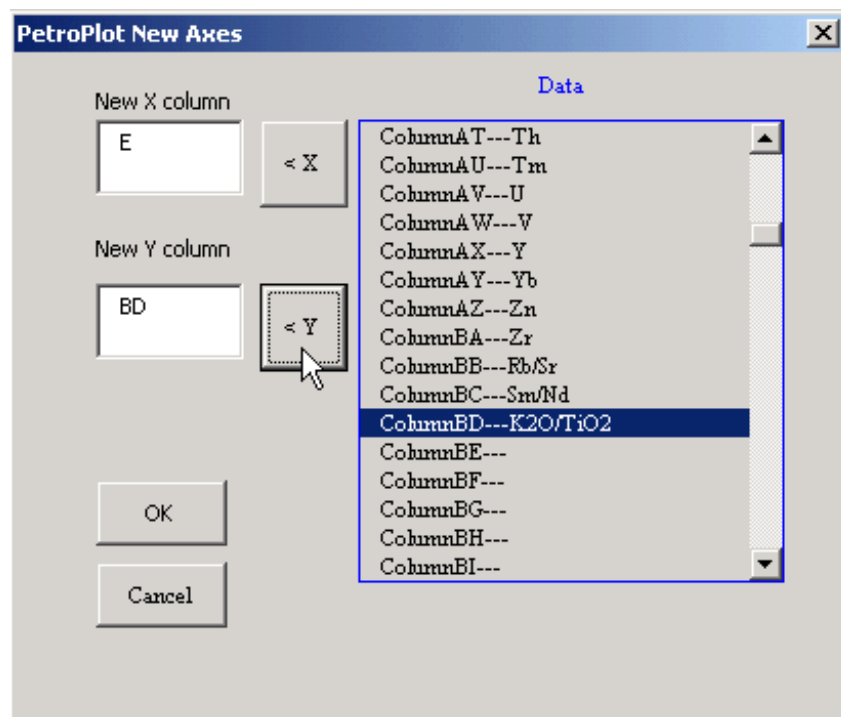 PetroPlot New Axes
Data
New X column
E
< X
New Y column
BD
< Y
ColumnAT---Th
ColumnAU---Tm
ColumnAV---U
ColumnAW---V
ColumnAX---Y
ColumnAY---Yb
ColumnAZ---Zn
ColumnBA---Zr
ColumnBB---Rb/Sr
ColumnBC---Sm/Nd
ColumnBD---K2O/TiO2
ColumnBE---
ColumnBF---
ColumnBG---
ColumnBH---
ColumnBI---
OK
Cancel